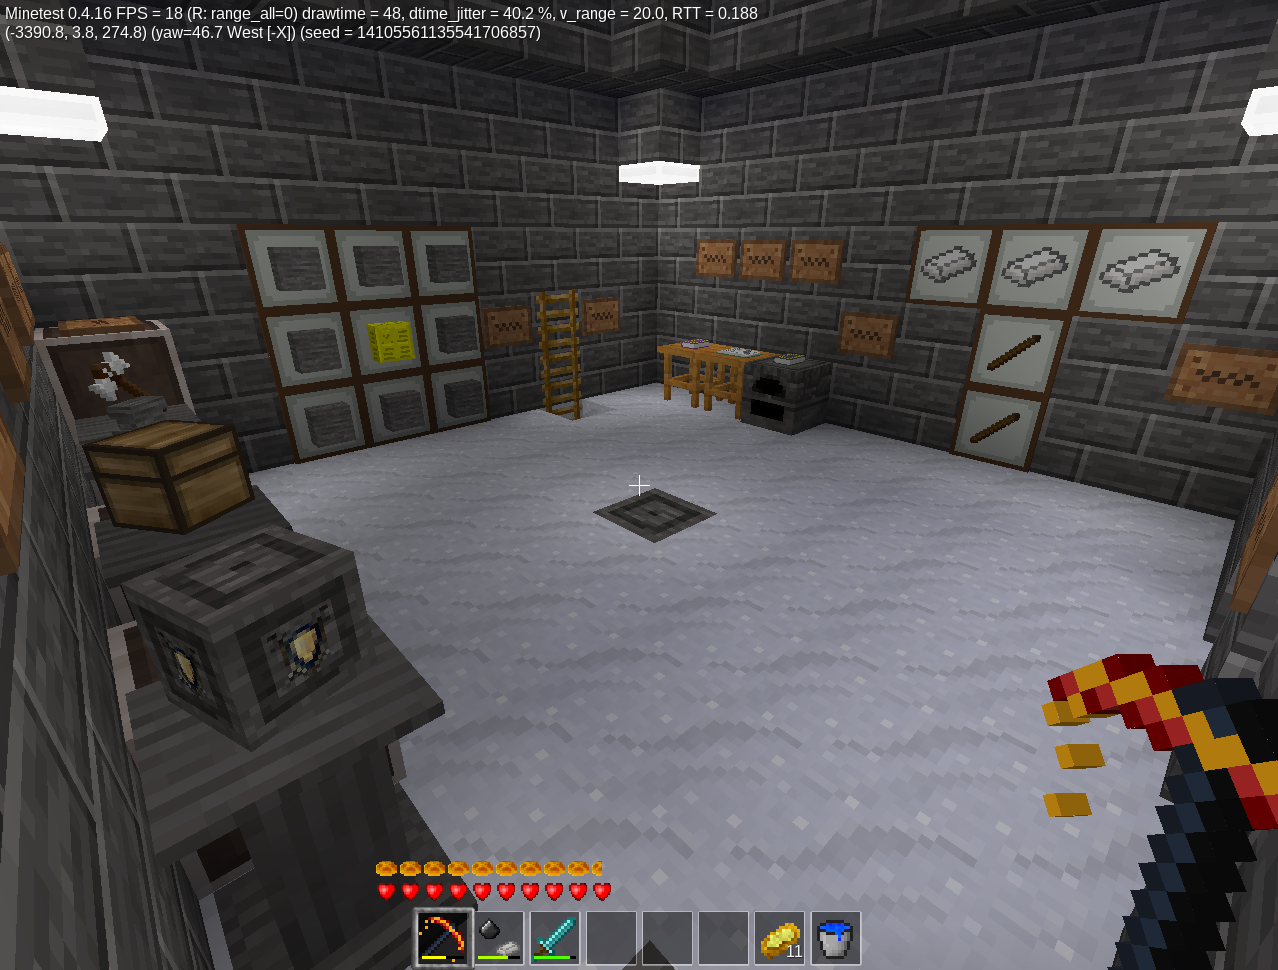 Minetest 0.4.16 FPS = 18 (R: range_all=0) drawtime = 48, dtime_jitter = 40.2 %, v_range = 20.0, RTT = 0.188
(-3390.8, 3.8, 274.8) (yaw=46.7 West [-X]) (seed = 14105561135541706857)
11